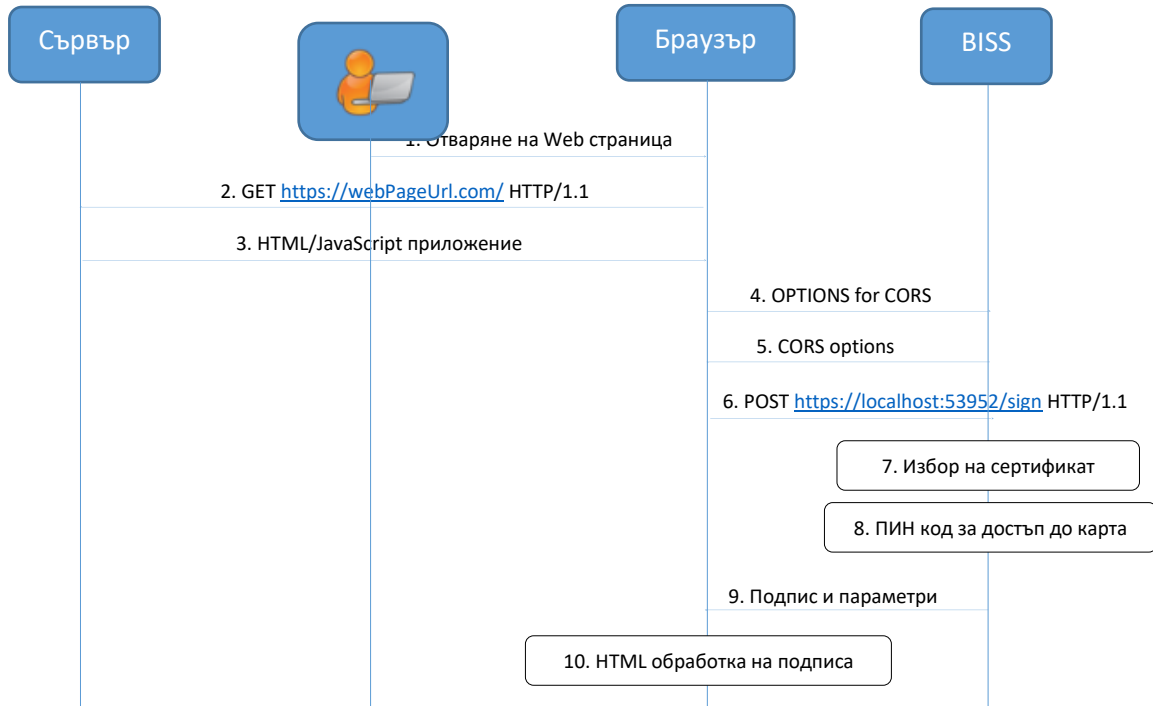 Сървър
Браузър
BISS
1. Отваряне на Web страница
2. GET https://webPageUrl.com/ HTTP/1.1
3. HTML/JavaScript приложение
4. OPTIONS for CORS
5. CORS options
6. POST https://localhost:53952/sign HTTP/1.1
7. Избор на сертификат
8. ПИН код за достъп до карта
9. Подпис и параметри
10. HTML обработка на подписа